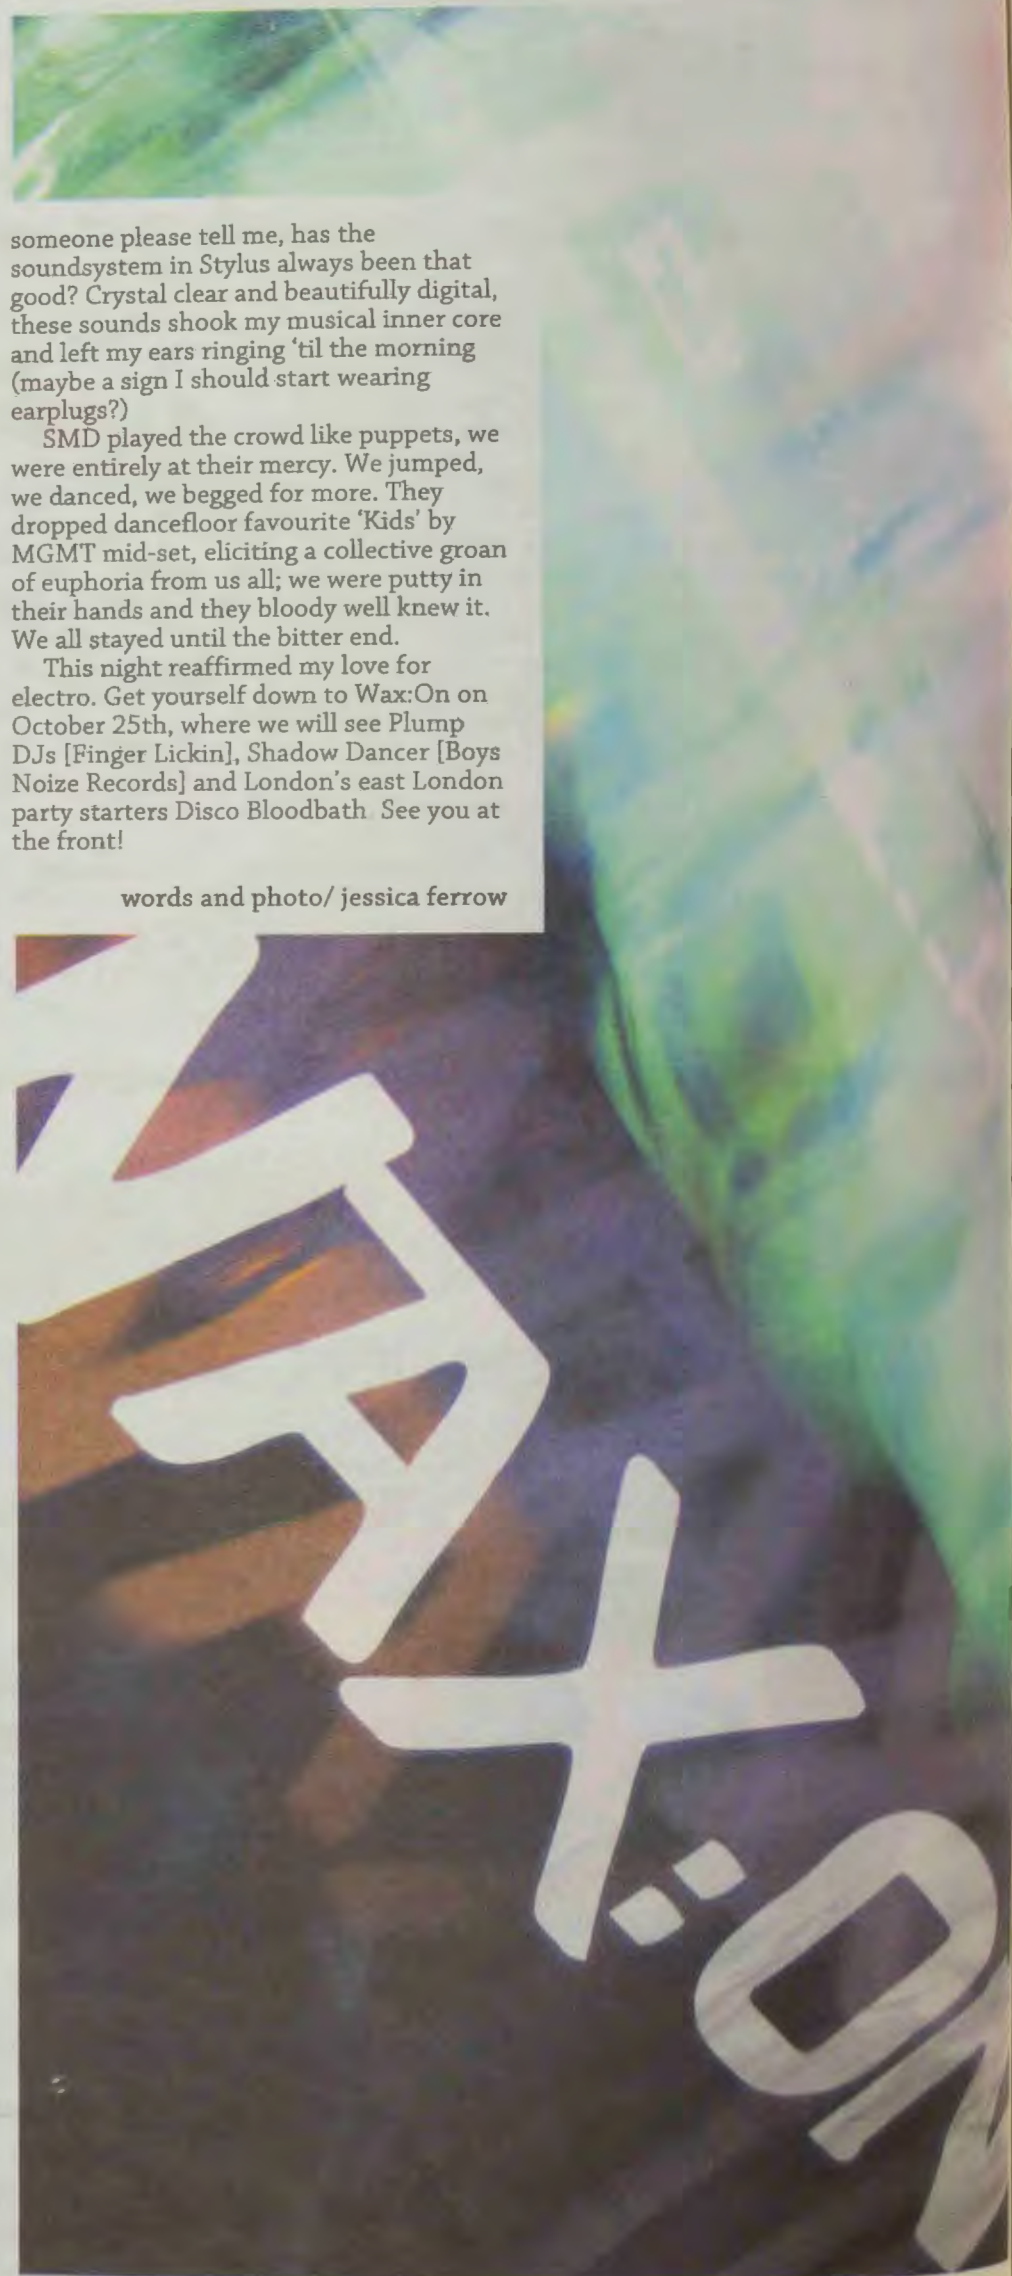 someone please tell me, has the
soundsystem in Stylus always been that
good? Crystal clear and beautifully digital,
these sounds shook my musical inner core
and left my ears ringing ‘til the morning
(maybe a sign I should start wearing
earplugs?)
SMD played the crowd like puppets, we
were entirely at their mercy. We jumped,
we danced, we begged for more. They
dropped dancefloor favourite ‘Kids’ by
MGMT mid-set, eliciting a collective groan
of euphoria from us all; we were putty in
their hands and they bloody well knew it.
We all stayed until the bitter end.
This night reaffirmed my love for
electro. Get yourself down to Wax:On on
October 25th, where we will see Plump
DJs [Finger Lickin], Shadow Dancer [Boys
Noize Records] and London’s east London
party starters Disco Bloodbath. See you at
the front!
words and photo/ jessica ferrow
WAX:ON